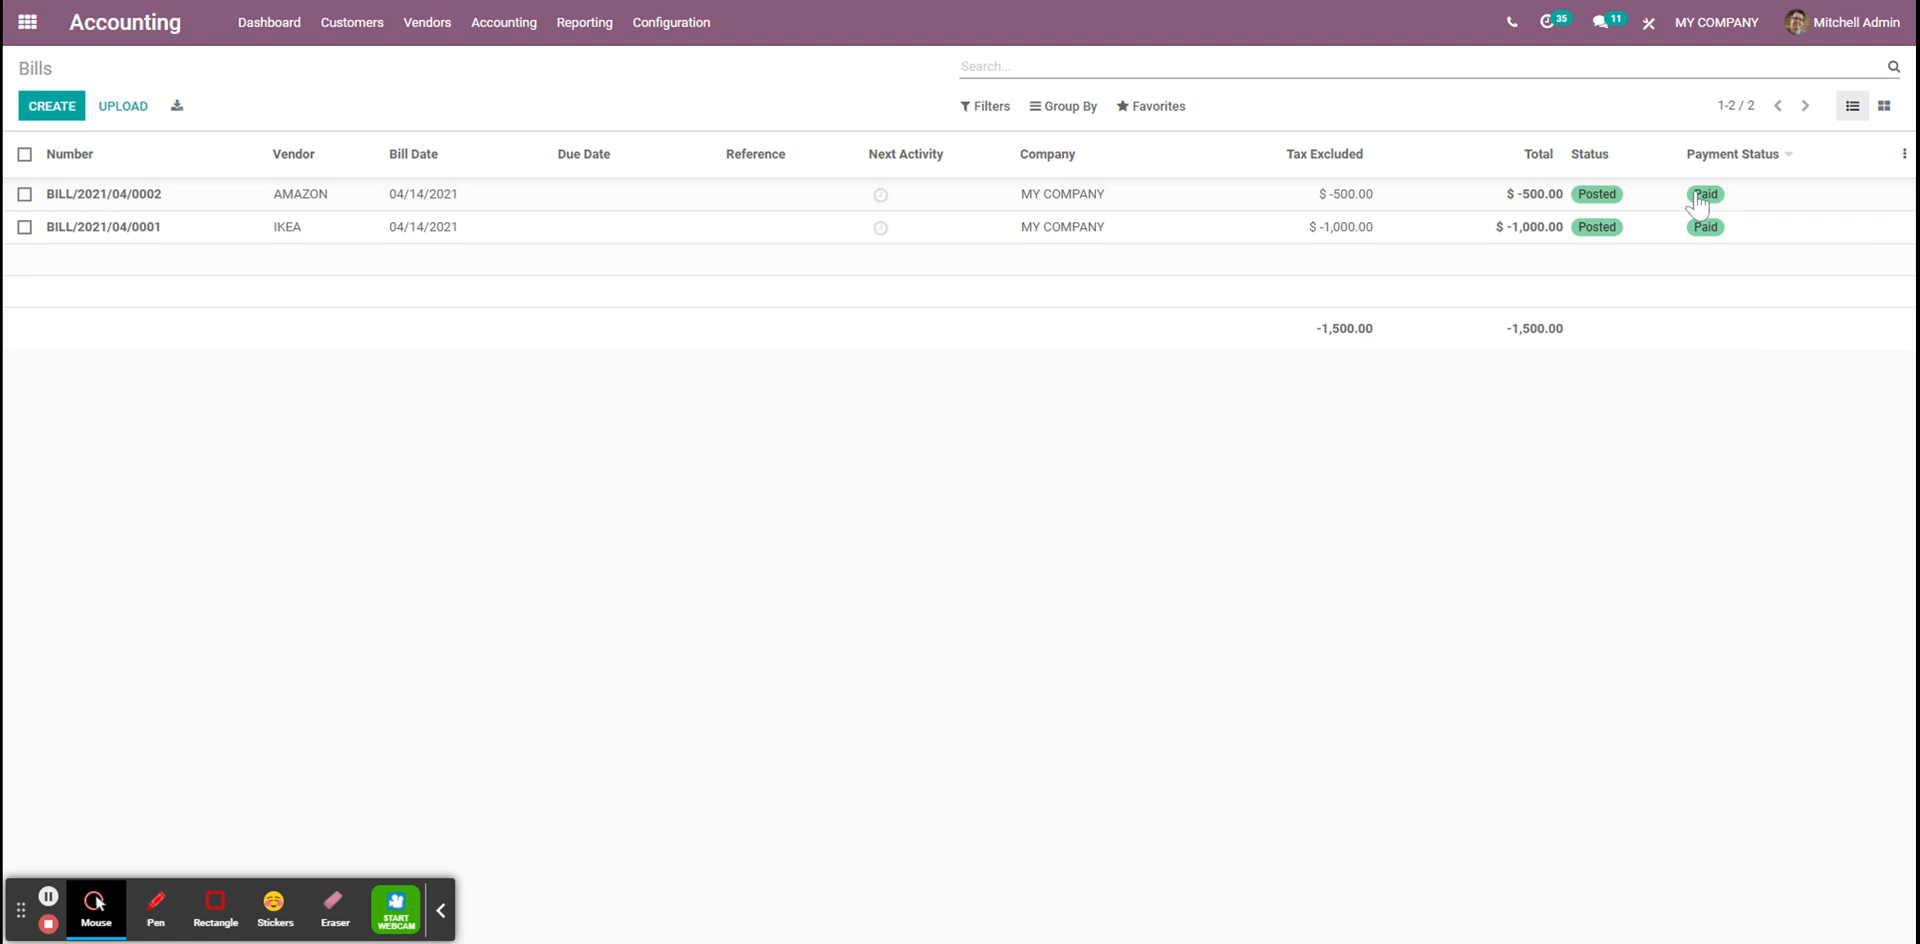 Accounting Dashboard Customers Vendors Accounting Reporting Configuration 35 11 MY COMPANY Mitchell Admin
Bills Search...
CREATE UPLOAD Filters Group By Favorites 1-2 / 2
Number Vendor Bill Date Due Date Reference Next Activity Company Tax Excluded Total Status Payment Status
BILL/2021/04/0002 AMAZON 04/14/2021 MY COMPANY $ -500.00 $ -500.00 Posted Paid
BILL/2021/04/0001 IKEA 04/14/2021 MY COMPANY $ -1,000.00 $ -1,000.00 Posted Paid
-1,500.00 -1,500.00
Mouse Pen Rectangle Stickers Eraser START
WEBCAM